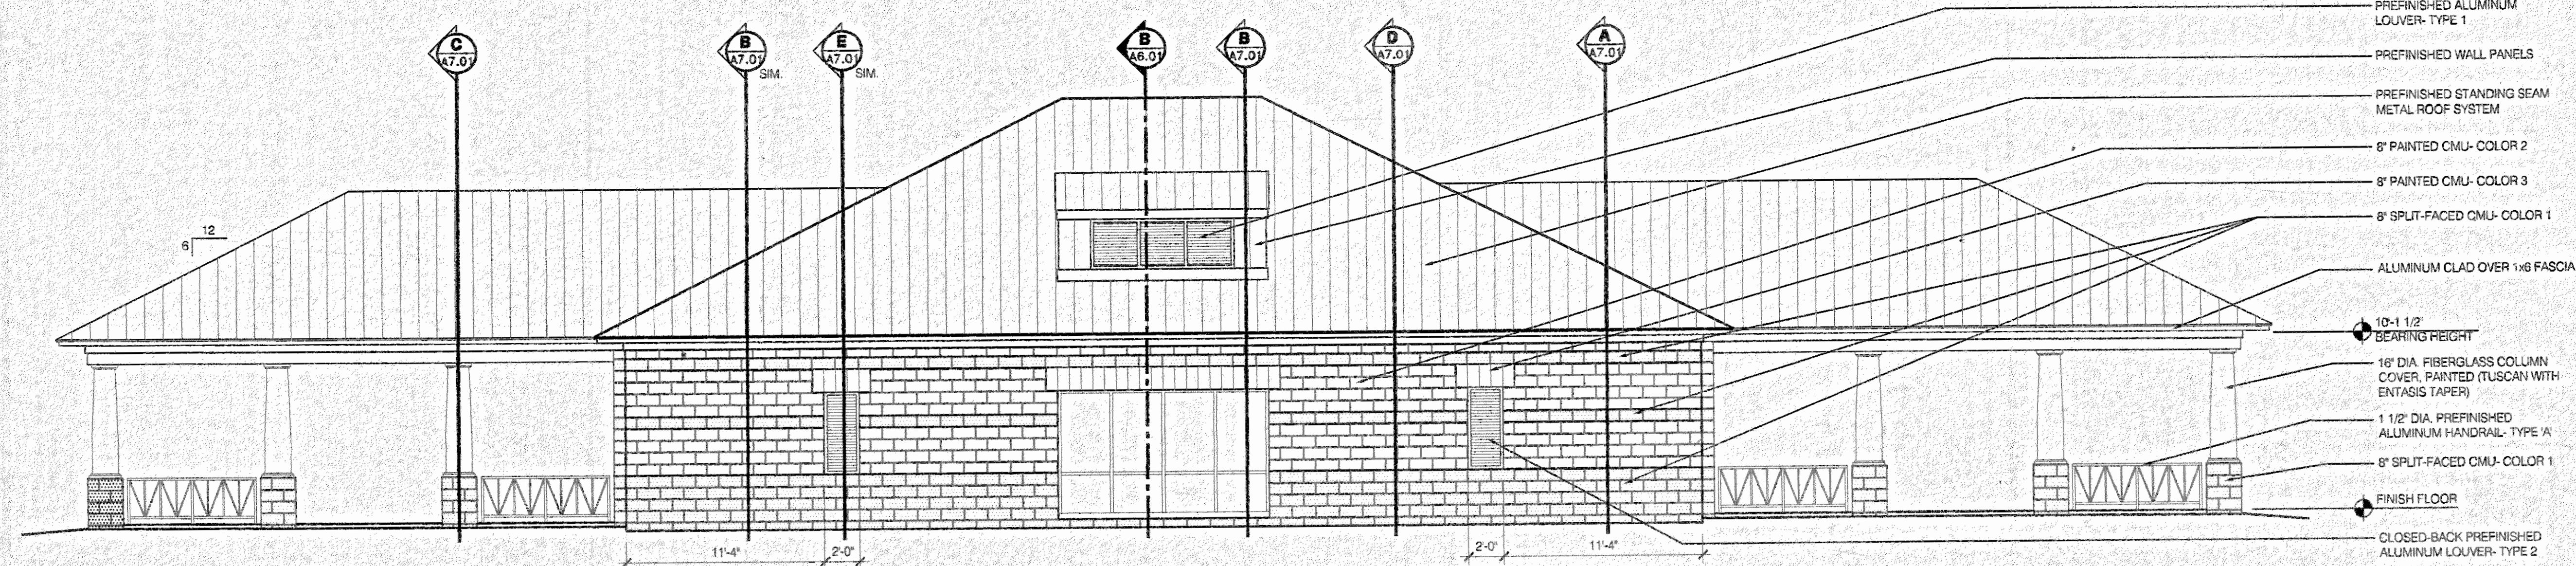 C
A7.01
B
A7.01
SIM.
E
A7.01
SIM.
B
A6.01
B
A7.01
D
A7.01
A
A7.01
12
6
PREFINISHED ALUMINUM
LOUVER- TYPE 1
PREFINISHED WALL PANELS
PREFINISHED STANDING SEAM
METAL ROOF SYSTEM
8" PAINTED CMU- COLOR 2
8" PAINTED CMU- COLOR 3
8" SPLIT-FACED CMU- COLOR 1
ALUMINUM CLAD OVER 1x6 FASCIA
10'-1 1/2"
BEARING HEIGHT
16" DIA. FIBERGLASS COLUMN
COVER, PAINTED (TUSCAN WITH
ENTASIS TAPER)
1 1/2" DIA. PREFINISHED
ALUMINUM HANDRAIL- TYPE 'A'
8" SPLIT-FACED CMU- COLOR 1
FINISH FLOOR
CLOSED-BACK PREFINISHED
ALUMINUM LOUVER- TYPE 2
11'-4"
2'-0"
2'-0"
11'-4"